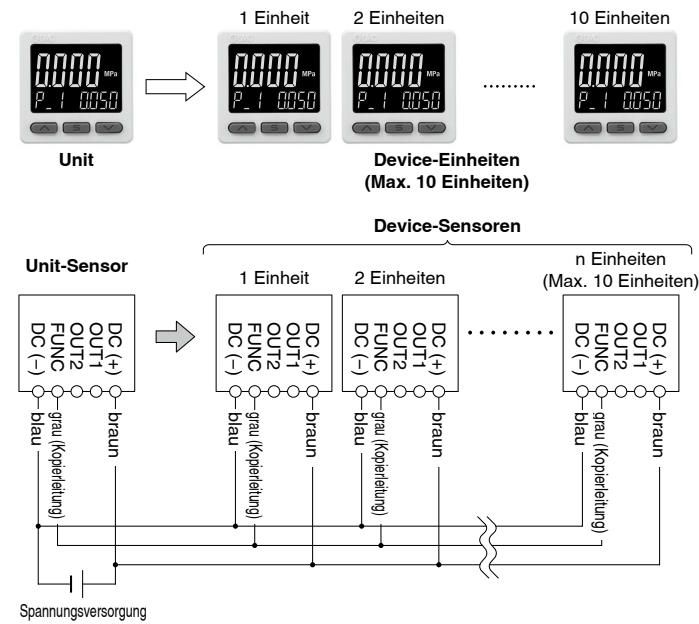 1 Einheit
2 Einheiten
10 Einheiten
0.000 MPa
P_1 0.050
0.000 MPa
P_1 0.050
0.000 MPa
P_1 0.050
0.000 MPa
P_1 0.050
Unit
Device-Einheiten
(Max. 10 Einheiten)
Device-Sensoren
Unit-Sensor
1 Einheit
2 Einheiten
n Einheiten
(Max. 10 Einheiten)
DC (−)
FUNC
OUT2
OUT1
DC (+)
DC (−)
FUNC
OUT2
OUT1
DC (+)
DC (−)
FUNC
OUT2
OUT1
DC (+)
DC (−)
FUNC
OUT2
OUT1
DC (+)
blau
grau (Kopierleitung)
braun
blau
grau (Kopierleitung)
braun
blau
grau (Kopierleitung)
braun
blau
grau (Kopierleitung)
braun
Spannungsversorgung